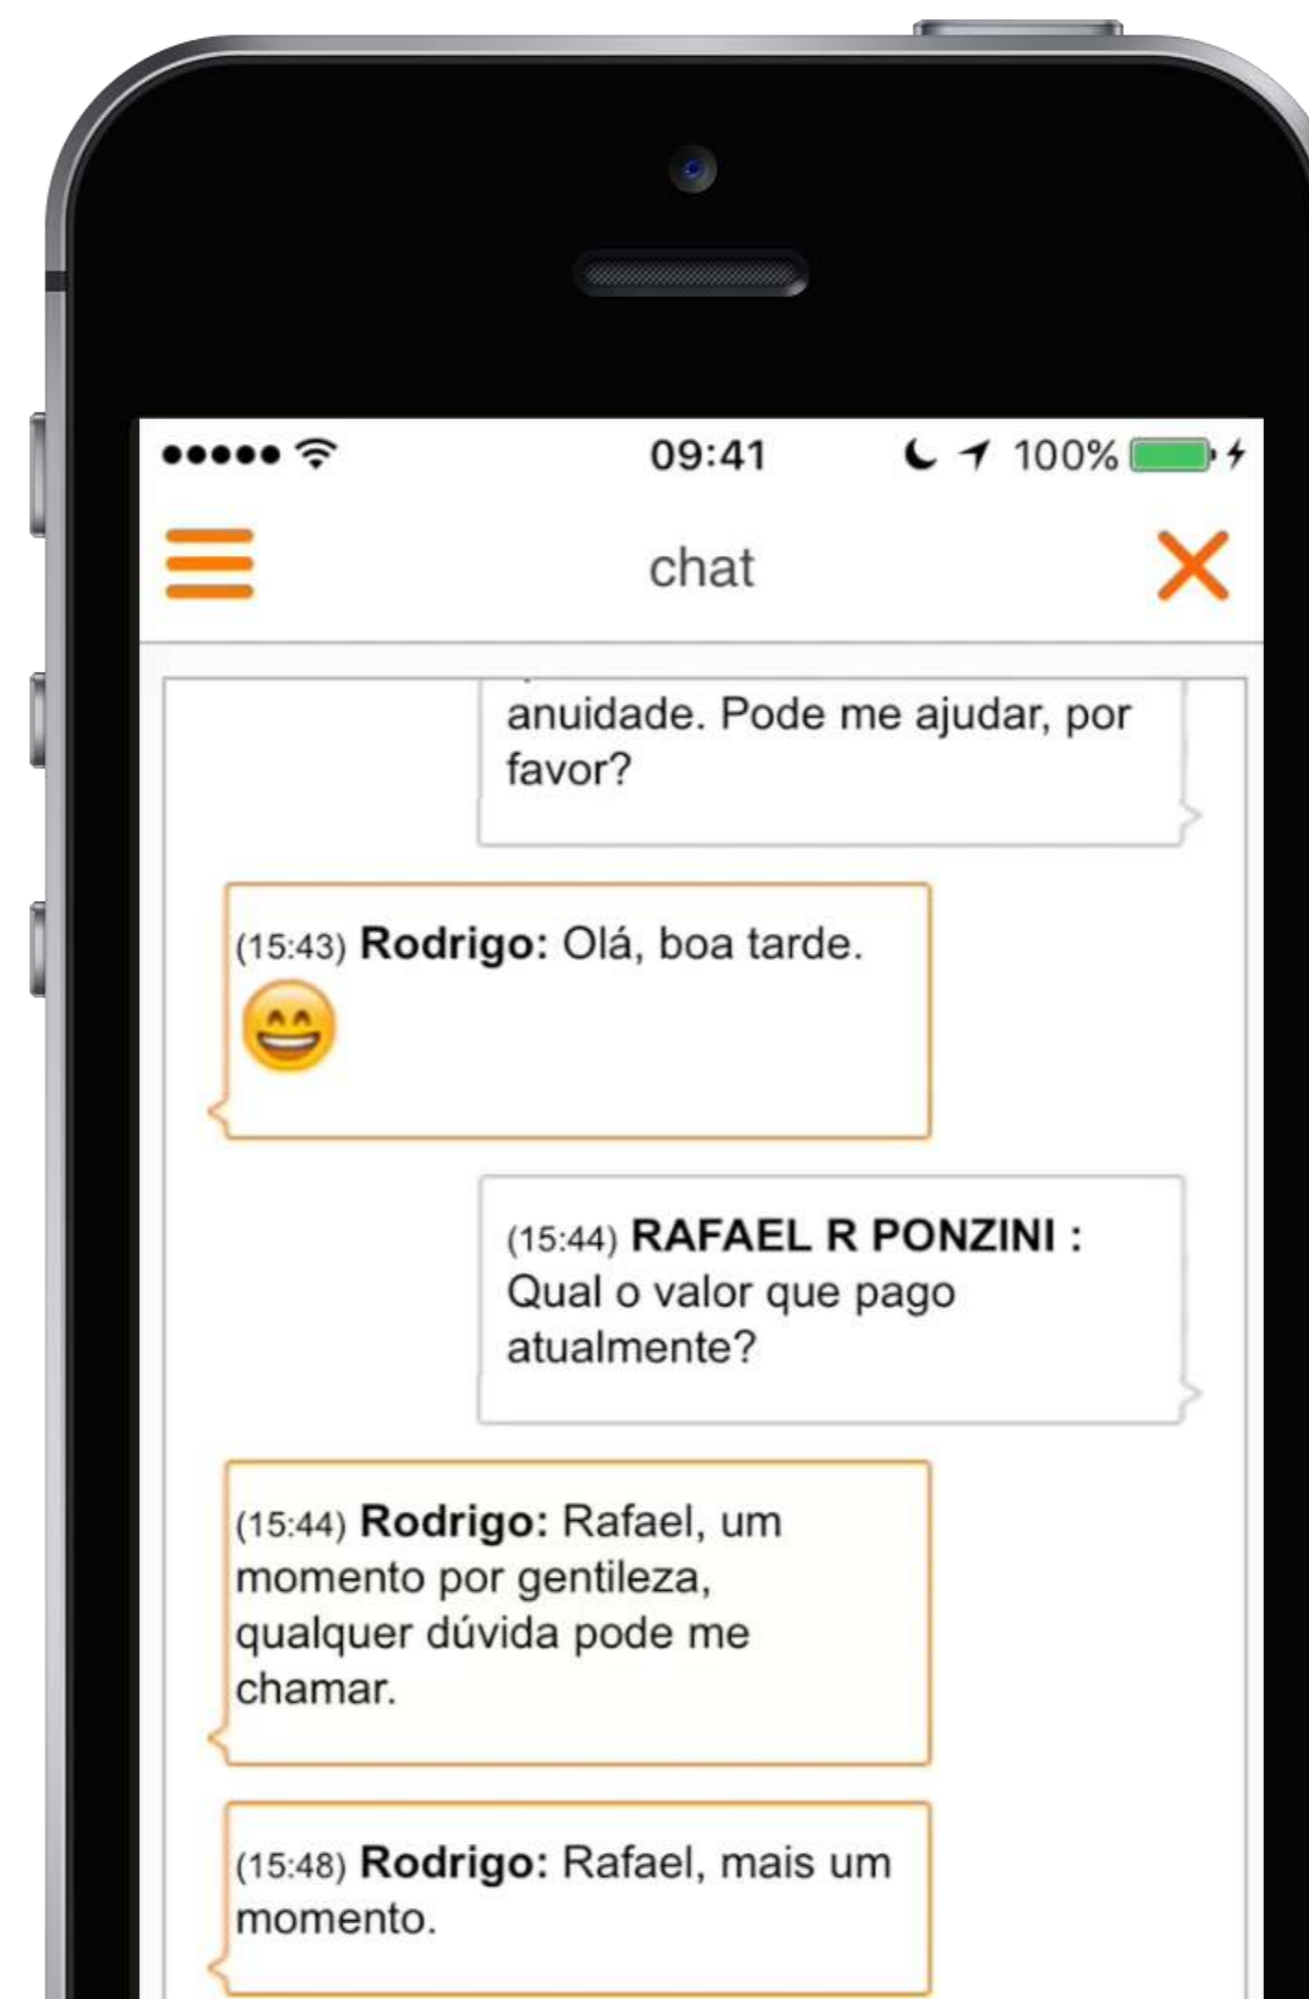 09:41 100%
chat
anuidade. Pode me ajudar, por
favor?
(15:43) Rodrigo: Olá, boa tarde.
(15:44) RAFAEL R PONZINI :
Qual o valor que pago
atualmente?
(15:44) Rodrigo: Rafael, um
momento por gentileza,
qualquer dúvida pode me
chamar.
(15:48) Rodrigo: Rafael, mais um
momento.